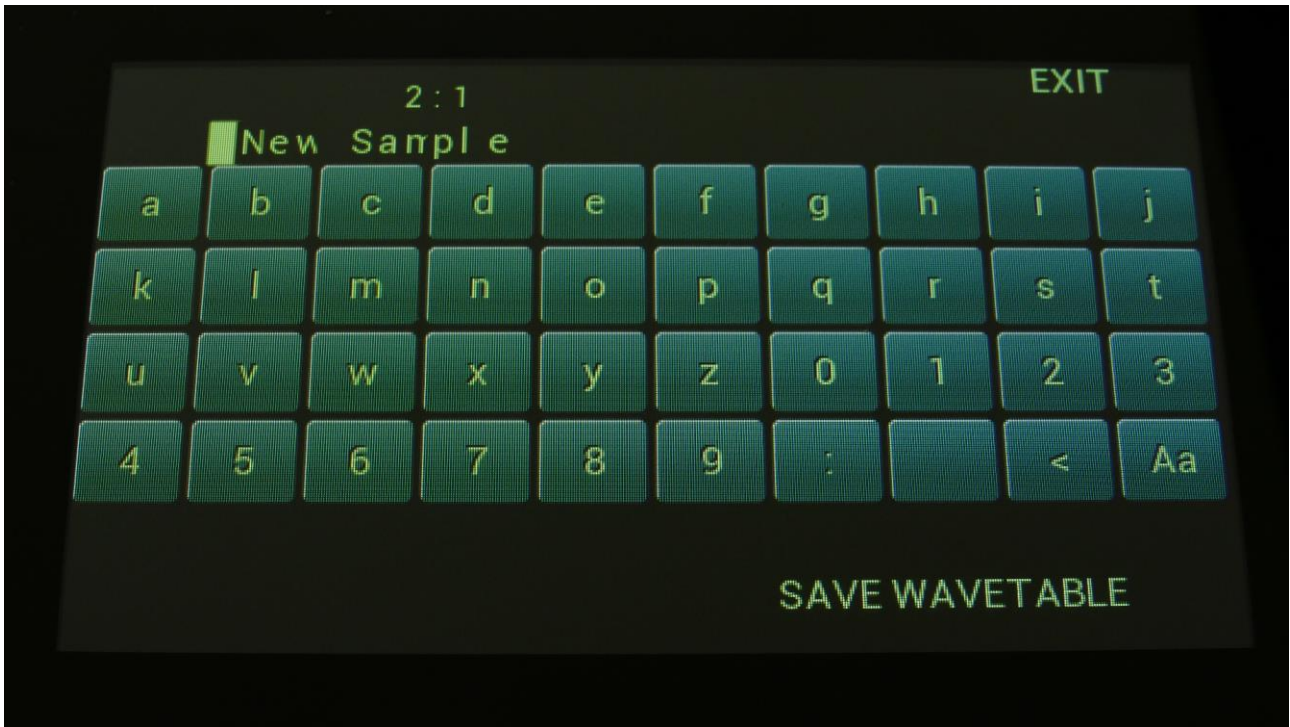 EXIT
2:1
New Sample
a b c d e f g h i j
k l m n o p q r s t
u v w x y z 0 1 2 3
4 5 6 7 8 9 : < Aa
SAVE WAVETABLE